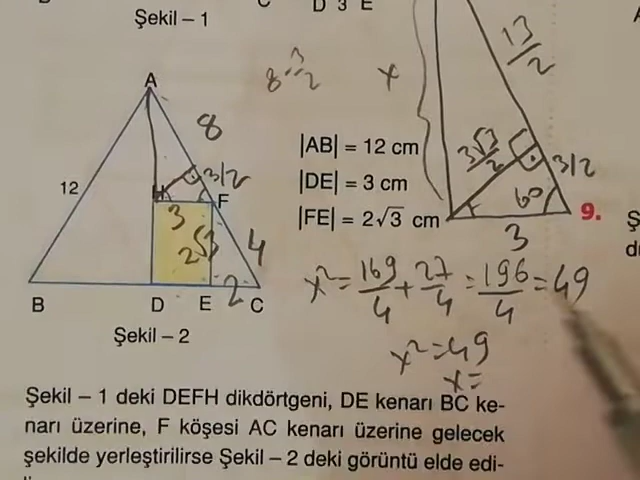 C D 3 E
Şekil – 1
13/2
8 3/2
x
A
8
|AB| = 12 cm
3√3/2
3/2
3/2
12
H
F
|DE| = 3 cm
60
9.
3
|FE| = 2√3 cm
3
2√3
4
x² = 169/4 + 27/4 = 196/4 = 49
2
B D E C
Şekil – 2
x² = 49
x =
Şekil – 1 deki DEFH dikdörtgeni, DE kenarı BC ke-
narı üzerine, F köşesi AC kenarı üzerine gelecek
şekilde yerleştirilirse Şekil – 2 deki görüntü elde edi-